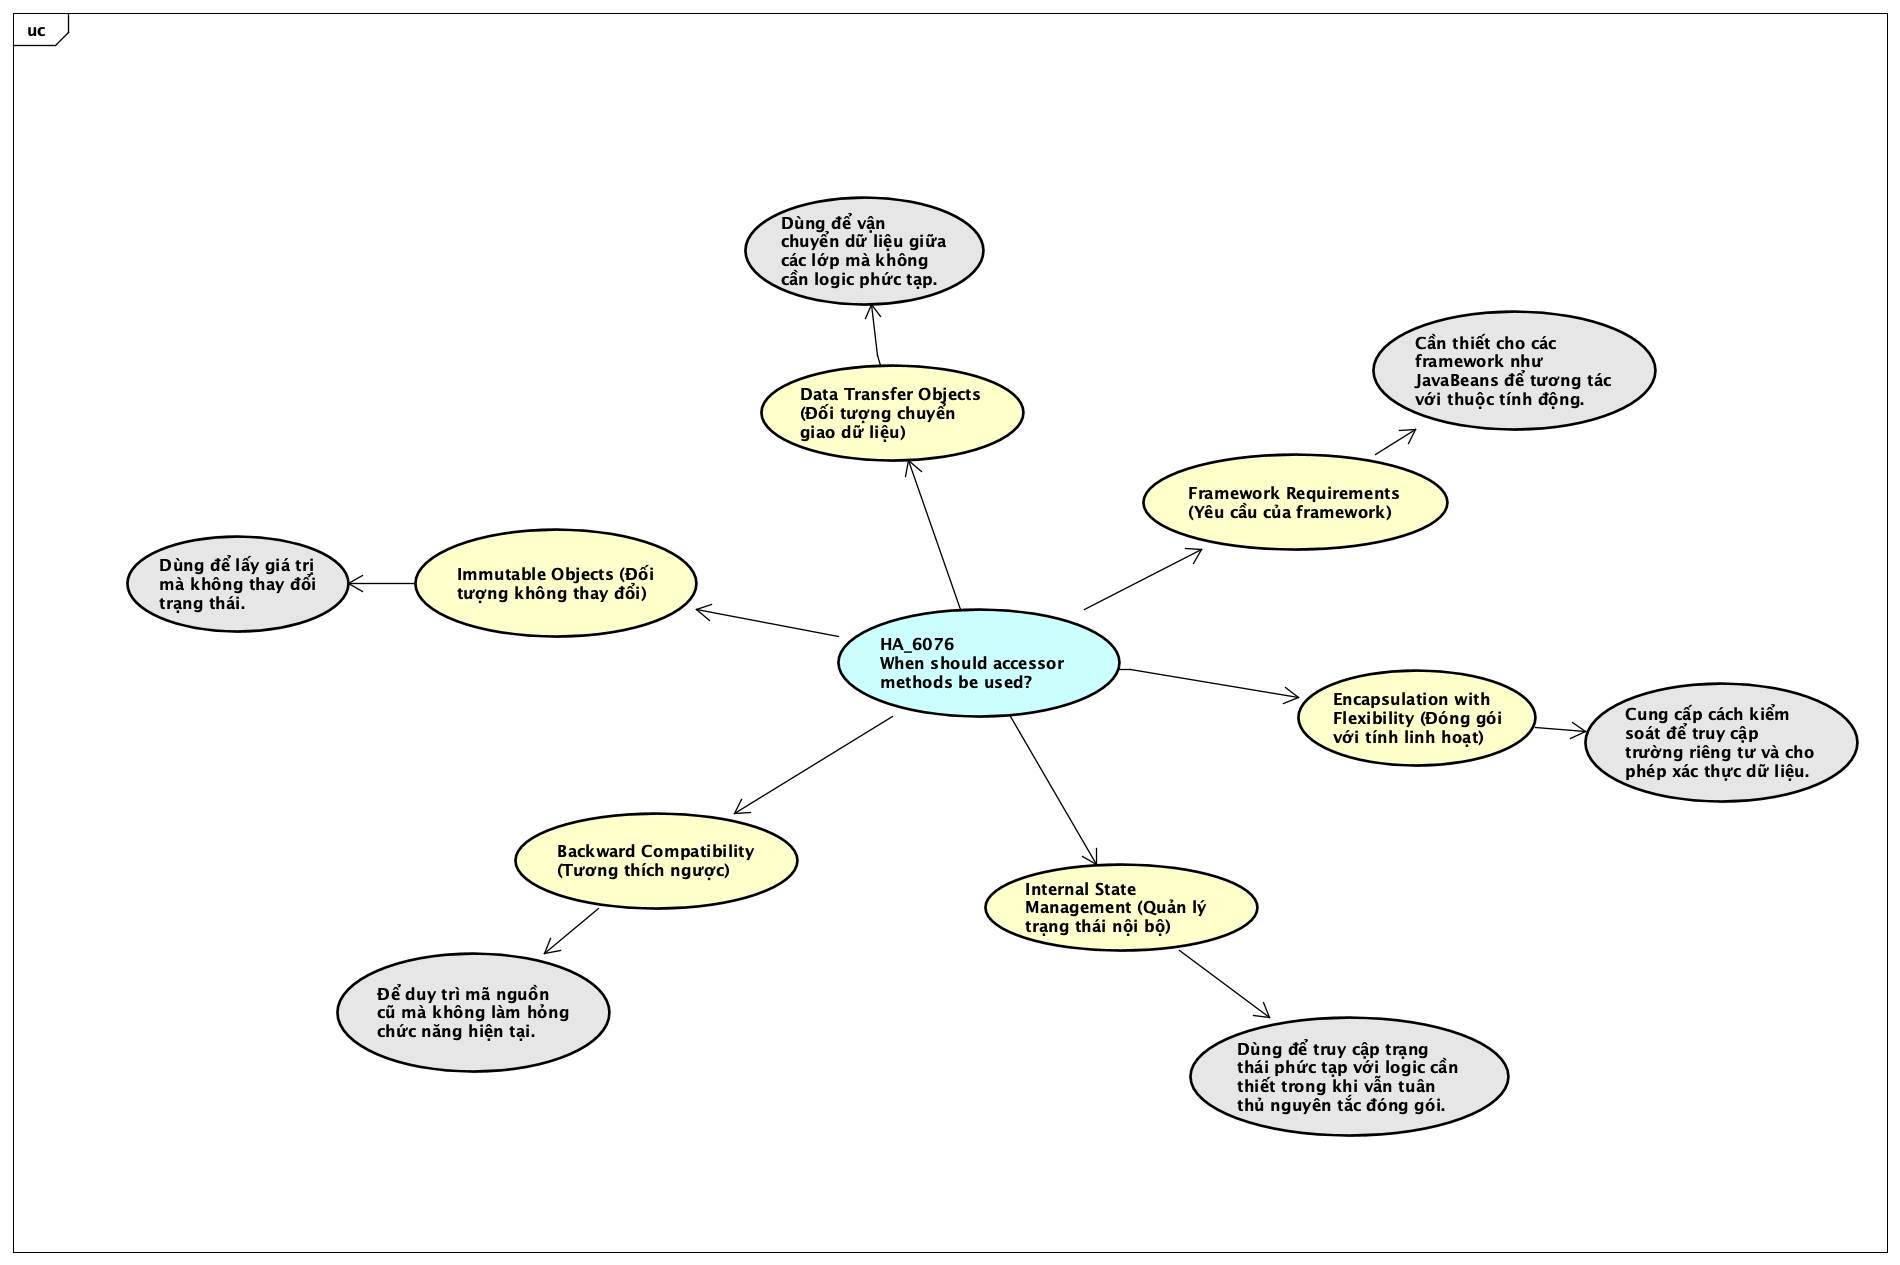 uc
Dùng để vận
chuyển dữ liệu giữa
các lớp mà không
cần logic phức tạp.
Cần thiết cho các
framework như
JavaBeans để tương tác
với thuộc tính động.
Data Transfer Objects
(Đối tượng chuyển
giao dữ liệu)
Framework Requirements
(Yêu cầu của framework)
Dùng để lấy giá trị
mà không thay đổi
trạng thái.
Immutable Objects (Đối
tượng không thay đổi)
HA_6076
When should accessor
methods be used?
Encapsulation with
Flexibility (Đóng gói
với tính linh hoạt)
Cung cấp cách kiểm
soát để truy cập
trường riêng tư và cho
phép xác thực dữ liệu.
Backward Compatibility
(Tương thích ngược)
Internal State
Management (Quản lý
trạng thái nội bộ)
Để duy trì mã nguồn
cũ mà không làm hỏng
chức năng hiện tại.
Dùng để truy cập trạng
thái phức tạp với logic cần
thiết trong khi vẫn tuân
thủ nguyên tắc đóng gói.